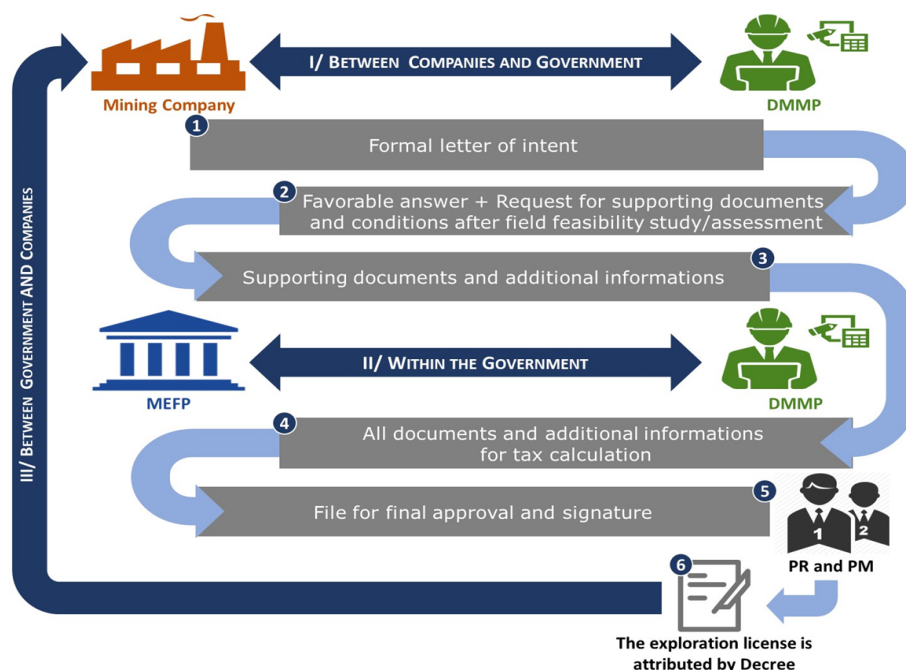 I/ BETWEEN COMPANIES AND GOVERNMENT
Mining Company
DMMP
1
Formal letter of intent
2
Favorable answer + Request for supporting documents
and conditions after field feasibility study/assessment
3
Supporting documents and additional informations
II/ WITHIN THE GOVERNMENT
MEFP
DMMP
4
All documents and additional informations
for tax calculation
5
File for final approval and signature
1
2
PR and PM
6
The exploration license is
attributed by Decree
III/ BETWEEN GOVERNMENT AND COMPANIES